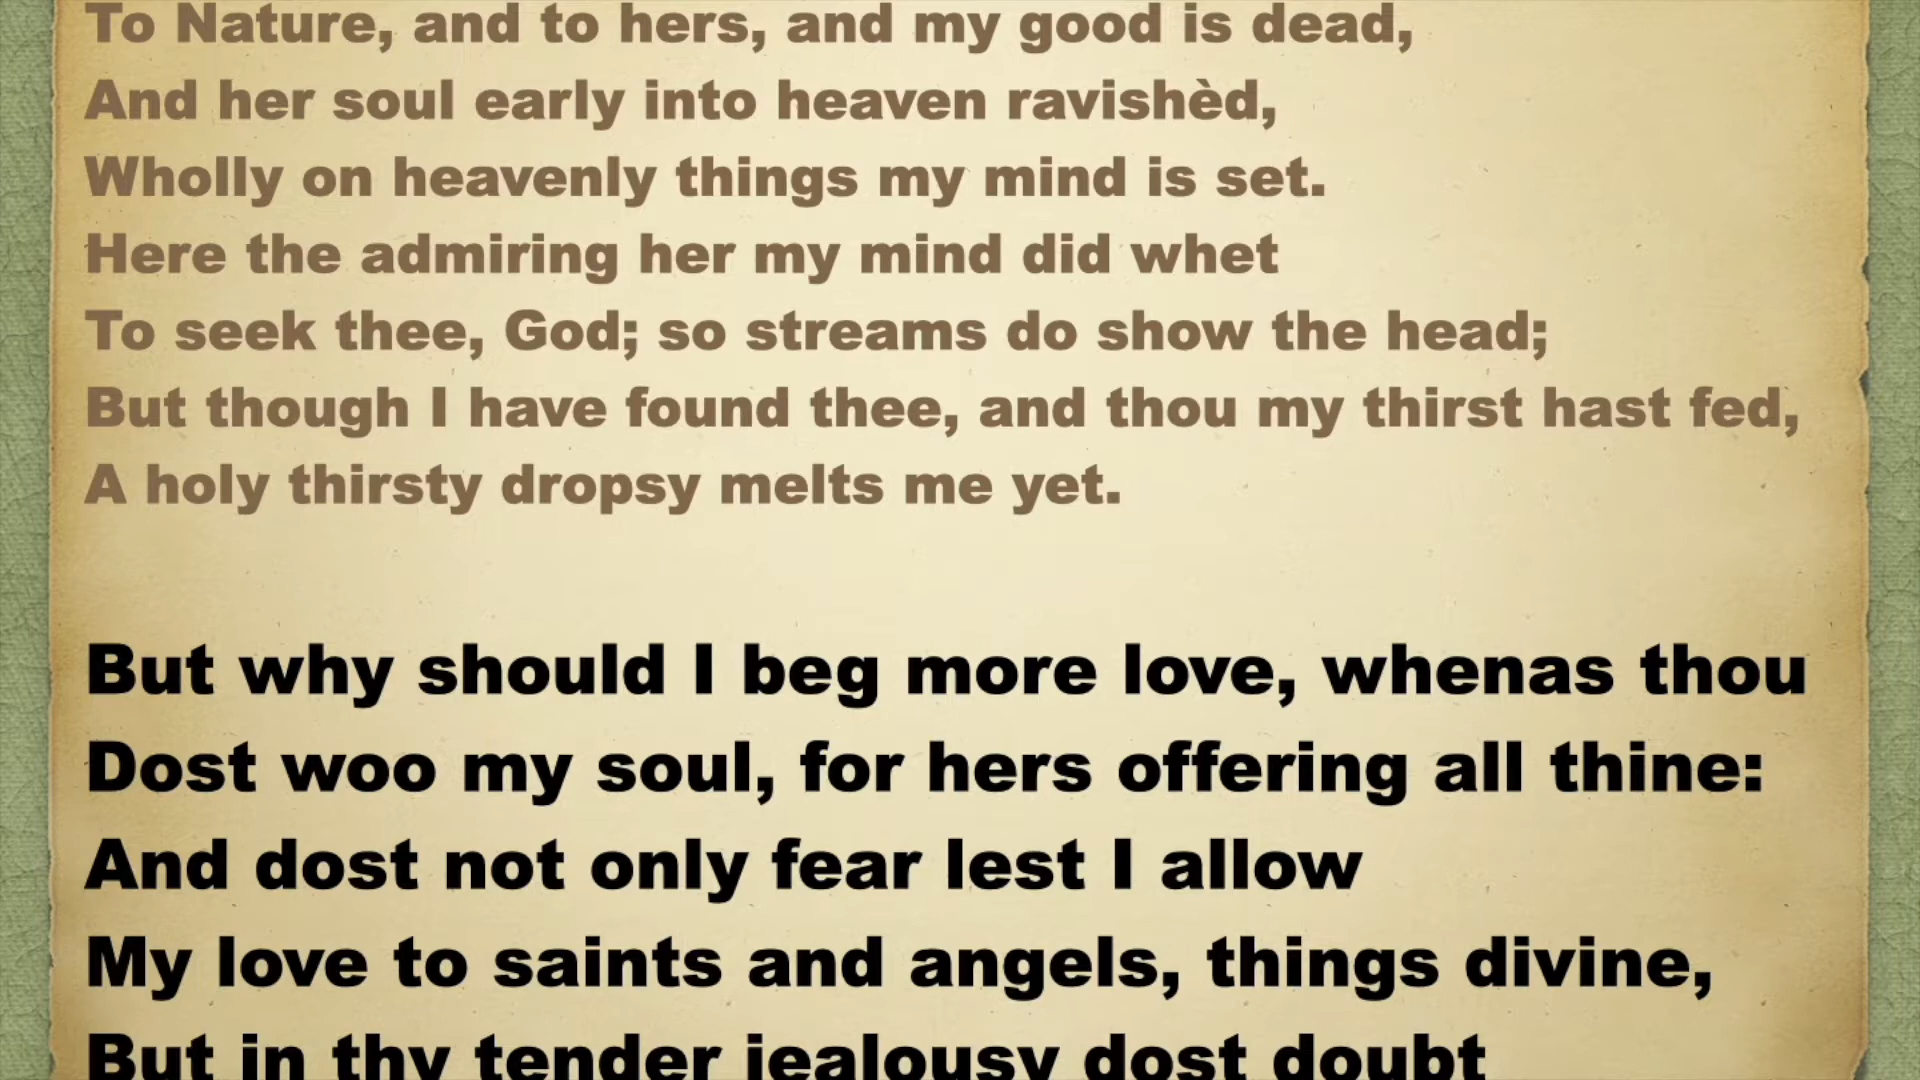 To Nature, and to hers, and my good is dead,
And her soul early into heaven ravishèd,
Wholly on heavenly things my mind is set.
Here the admiring her my mind did whet
To seek thee, God; so streams do show the head;
But though I have found thee, and thou my thirst hast fed,
A holy thirsty dropsy melts me yet.
But why should I beg more love, whenas thou
Dost woo my soul, for hers offering all thine:
And dost not only fear lest I allow
My love to saints and angels, things divine,
But in thy tender jealousy dost doubt